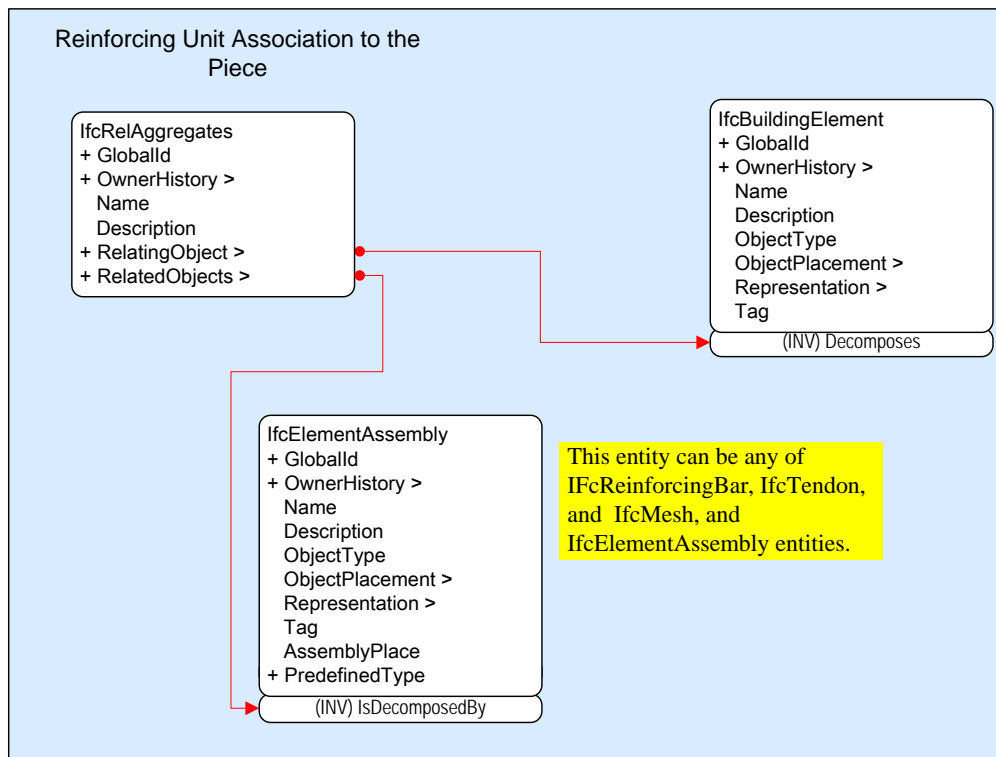 Reinforcing Unit Association to the
Piece
IfcRelAggregates
+ GlobalId
+ OwnerHistory >
Name
Description
+ RelatingObject >
+ RelatedObjects >
IfcBuildingElement
+ GlobalId
+ OwnerHistory >
Name
Description
ObjectType
ObjectPlacement >
Representation >
Tag
(INV) Decomposes
IfcElementAssembly
+ GlobalId
+ OwnerHistory >
Name
Description
ObjectType
ObjectPlacement >
Representation >
Tag
AssemblyPlace
+ PredefinedType
(INV) IsDecomposedBy
This entity can be any of
IFcReinforcingBar, IfcTendon,
and IfcMesh, and
IfcElementAssembly entities.